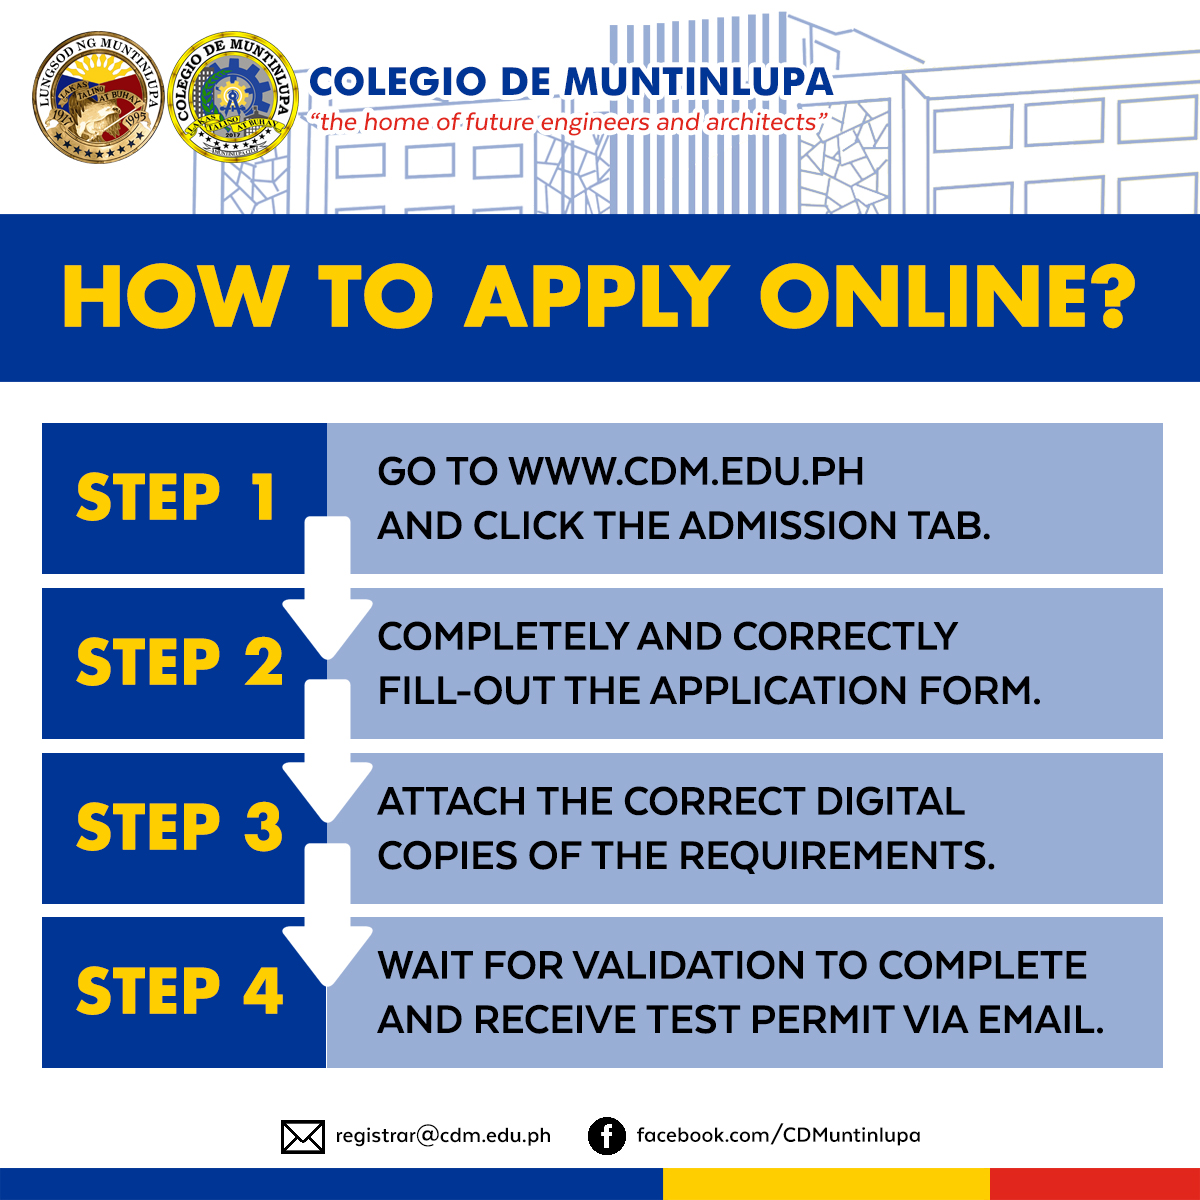 LUNGSOD NG MUNTINLUPA
LAKAS
TALINO
AT BUHAY
1917
1995
COLEGIO DE MUNTINLUPA
LAKAS TALINO AT BUHAY
2017
MUNTINLUPA CITY
COLEGIO DE MUNTINLUPA
“the home of future engineers and architects”
HOW TO APPLY ONLINE?
STEP 1
GO TO WWW.CDM.EDU.PH
AND CLICK THE ADMISSION TAB.
STEP 2
COMPLETELY AND CORRECTLY
FILL-OUT THE APPLICATION FORM.
STEP 3
ATTACH THE CORRECT DIGITAL
COPIES OF THE REQUIREMENTS.
STEP 4
WAIT FOR VALIDATION TO COMPLETE
AND RECEIVE TEST PERMIT VIA EMAIL.
registrar@cdm.edu.ph
facebook.com/CDMuntinlupa